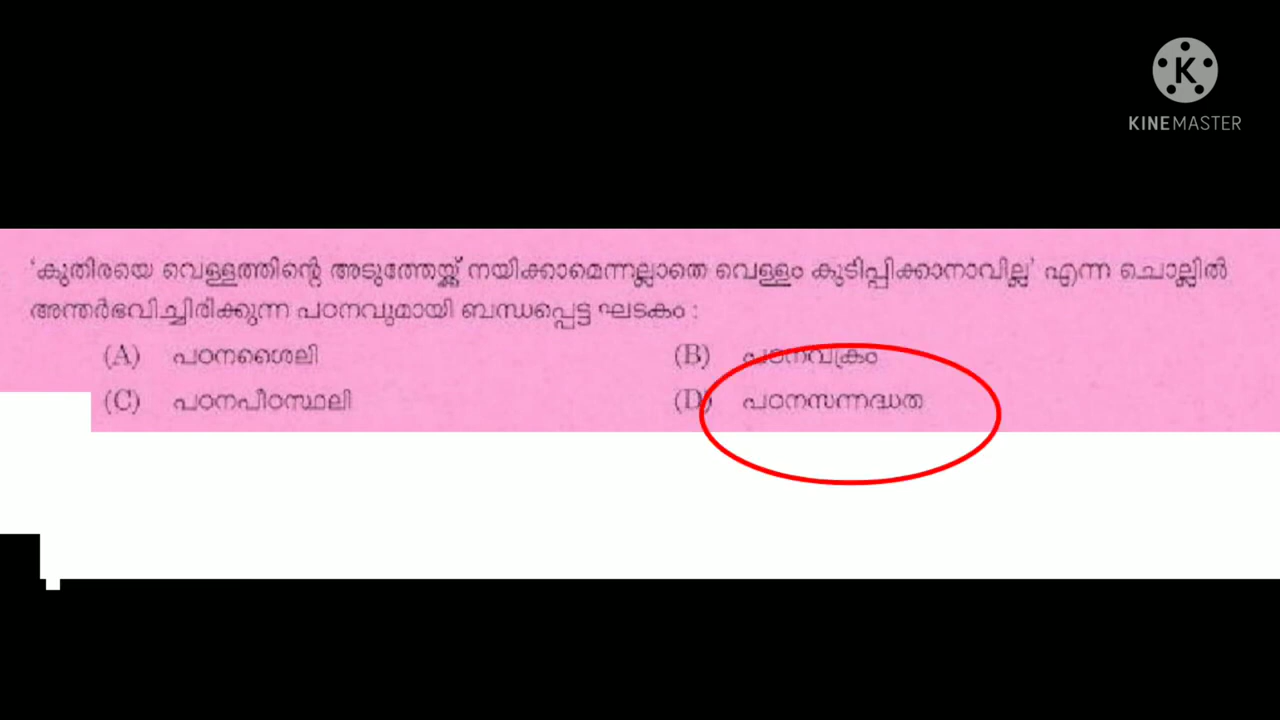 K
KINEMASTER
'കുതിരയെ വെള്ളത്തിന്റെ അടുത്തേയ്ക്ക് നയിക്കാമെന്നല്ലാതെ വെള്ളം കുടിപ്പിക്കാനാവില്ല' എന്ന ചൊല്ലിൽ
അന്തർഭവിച്ചിരിക്കുന്ന പഠനവുമായി ബന്ധപ്പെട്ട ഘടകം :
(A) പഠനശൈലി (B) പഠനവക്രം
(C) പഠനപീഠസ്ഥലി (D) പഠനസന്നദ്ധത